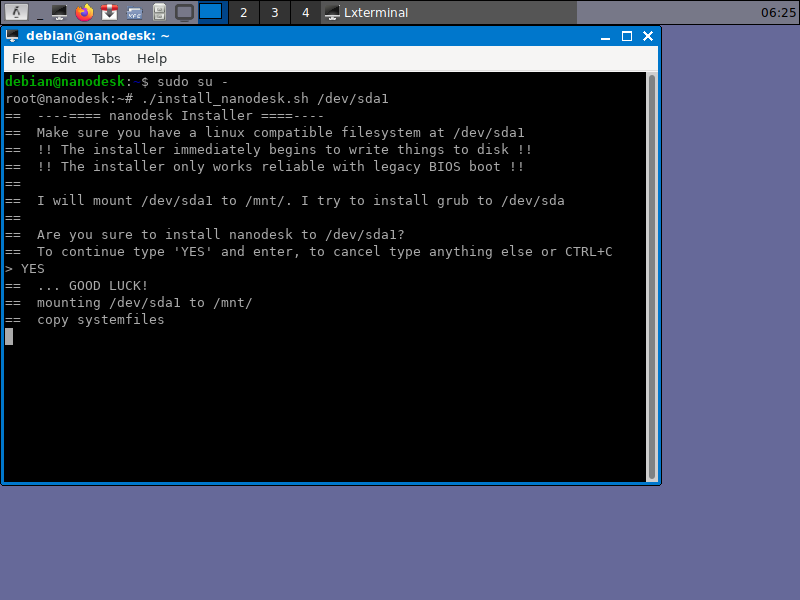 _ 2 3 4 Lxterminal 06:25
debian@nanodesk: ~
File Edit Tabs Help
debian@nanodesk:~$ sudo su -
root@nanodesk:~# ./install_nanodesk.sh /dev/sda1
==  ----==== nanodesk Installer ====----
==  Make sure you have a linux compatible filesystem at /dev/sda1
==  !! The installer immediately begins to write things to disk !!
==  !! The installer only works reliable with legacy BIOS boot !!
==
==  I will mount /dev/sda1 to /mnt/. I try to install grub to /dev/sda
==
==  Are you sure to install nanodesk to /dev/sda1?
==  To continue type 'YES' and enter, to cancel type anything else or CTRL+C
> YES
==  ... GOOD LUCK!
==  mounting /dev/sda1 to /mnt/
==  copy systemfiles